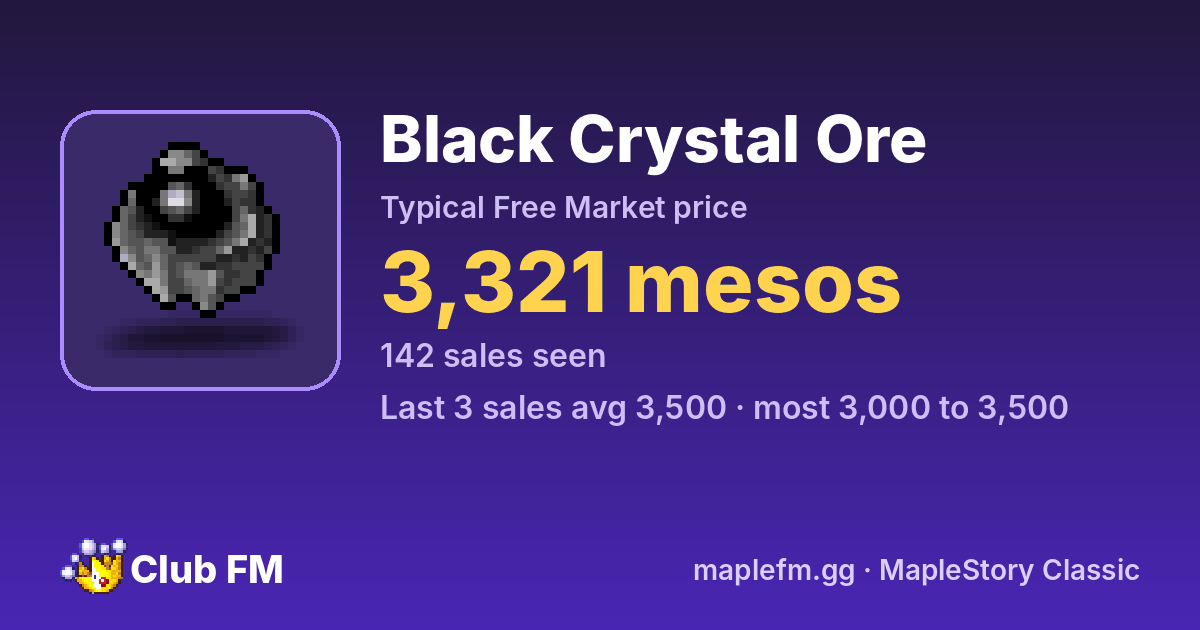 Black Crystal Ore
Typical Free Market price
3,321 mesos
142 sales seen
Last 3 sales avg 3,500 · most 3,000 to 3,500
Club FM
maplefm.gg · MapleStory Classic